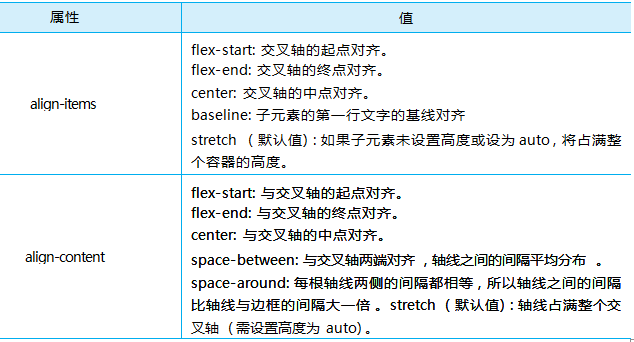 属性 值
align-items
flex-start: 交叉轴的起点对齐。
flex-end: 交叉轴的终点对齐。
center: 交叉轴的中点对齐。
baseline: 子元素的第一行文字的基线对齐
stretch （默认值）: 如果子元素未设置高度或设为 auto，将占满整
个容器的高度。
align-content
flex-start: 与交叉轴的起点对齐。
flex-end: 与交叉轴的终点对齐。
center: 与交叉轴的中点对齐。
space-between: 与交叉轴两端对齐 ，轴线之间的间隔平均分布 。
space-around: 每根轴线两侧的间隔都相等，所以轴线之间的间隔
比轴线与边框的间隔大一倍 。stretch （默认值）: 轴线占满整个交
叉轴（需设置高度为 auto)。